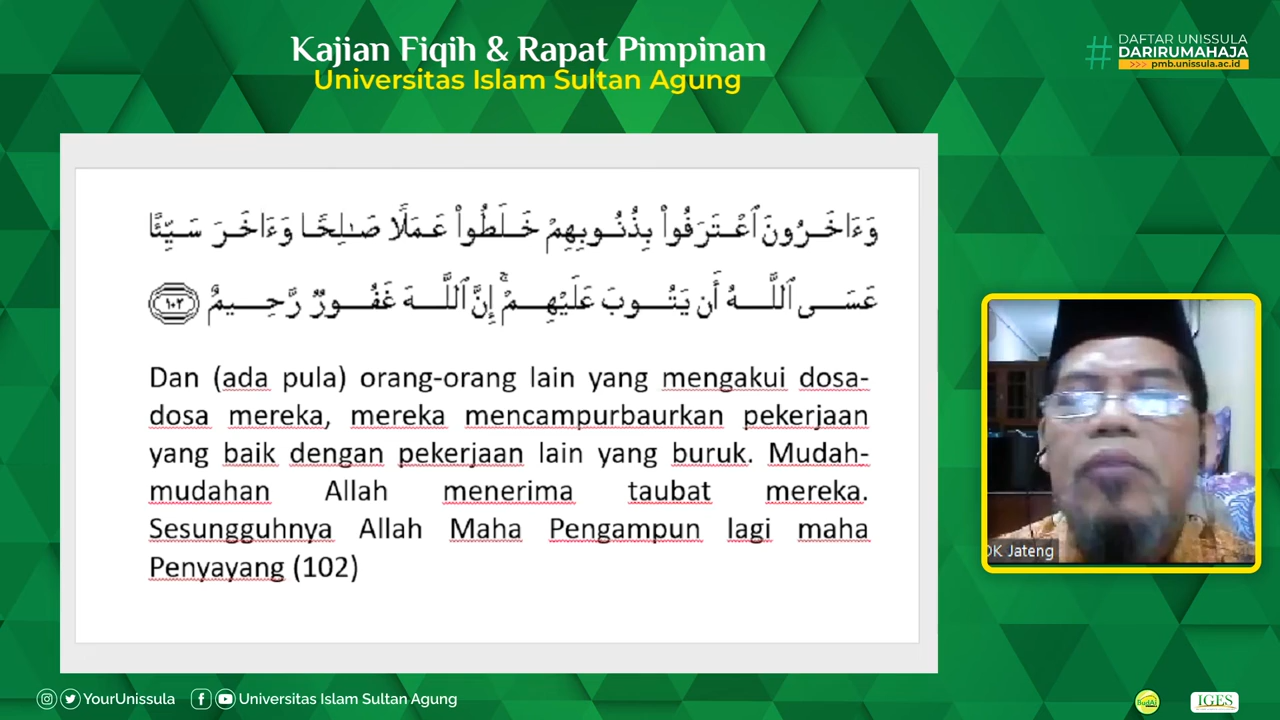 Kajian Fiqih & Rapat Pimpinan
Universitas Islam Sultan Agung
# DAFTAR UNISSULA
DARIRUMAHAJA
>>> pmb.unissula.ac.id
وَءَاخَرُونَ ٱعْتَرَفُوا۟ بِذُنُوبِهِمْ خَلَطُوا۟ عَمَلًا صَـٰلِحًا وَءَاخَرَ سَيِّئًا
عَسَى ٱللَّهُ أَن يَتُوبَ عَلَيْهِمْ ۚ إِنَّ ٱللَّهَ غَفُورٌ رَّحِيمٌ ١٠٢
Dan (ada pula) orang-orang lain yang mengakui dosa-
dosa mereka, mereka mencampurbaurkan pekerjaan
yang baik dengan pekerjaan lain yang buruk. Mudah-
mudahan Allah menerima taubat mereka.
Sesungguhnya Allah Maha Pengampun lagi maha
Penyayang (102)
DK Jateng
YourUnissula
Universitas Islam Sultan Agung
BudAi
IGES